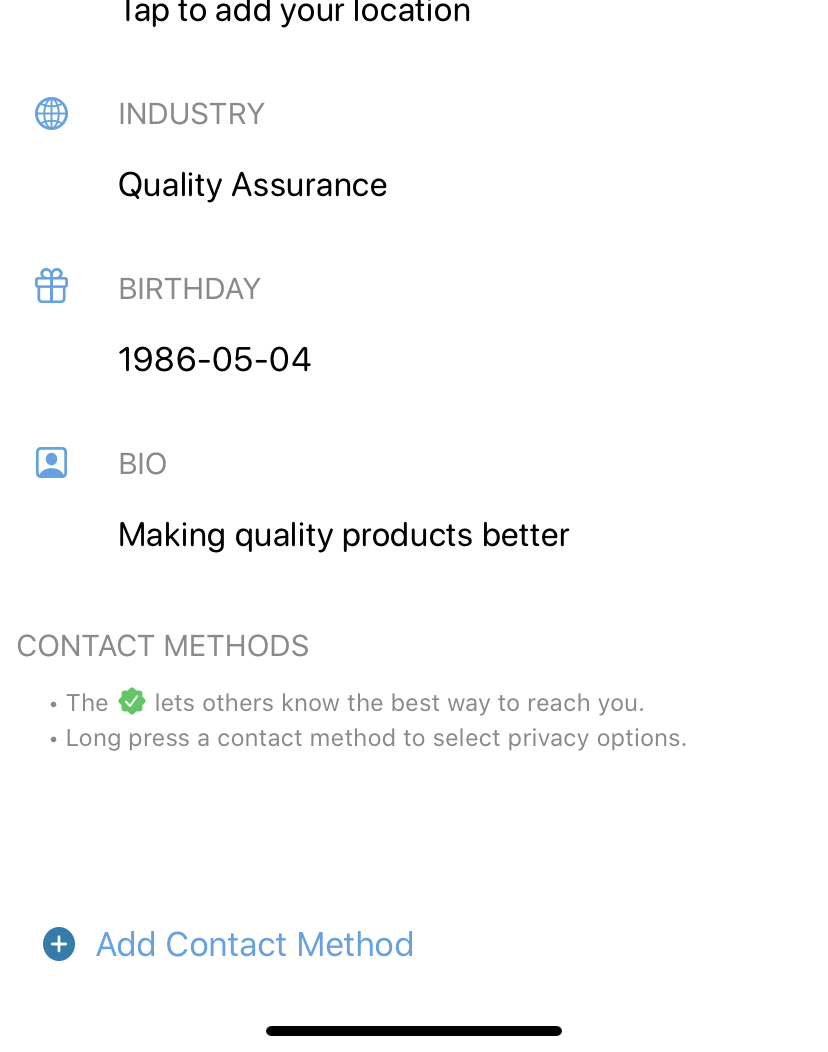 Tap to add your location
INDUSTRY
Quality Assurance
BIRTHDAY
1986-05-04
BIO
Making quality products better
CONTACT METHODS
• The ✅ lets others know the best way to reach you.
• Long press a contact method to select privacy options.
Add Contact Method